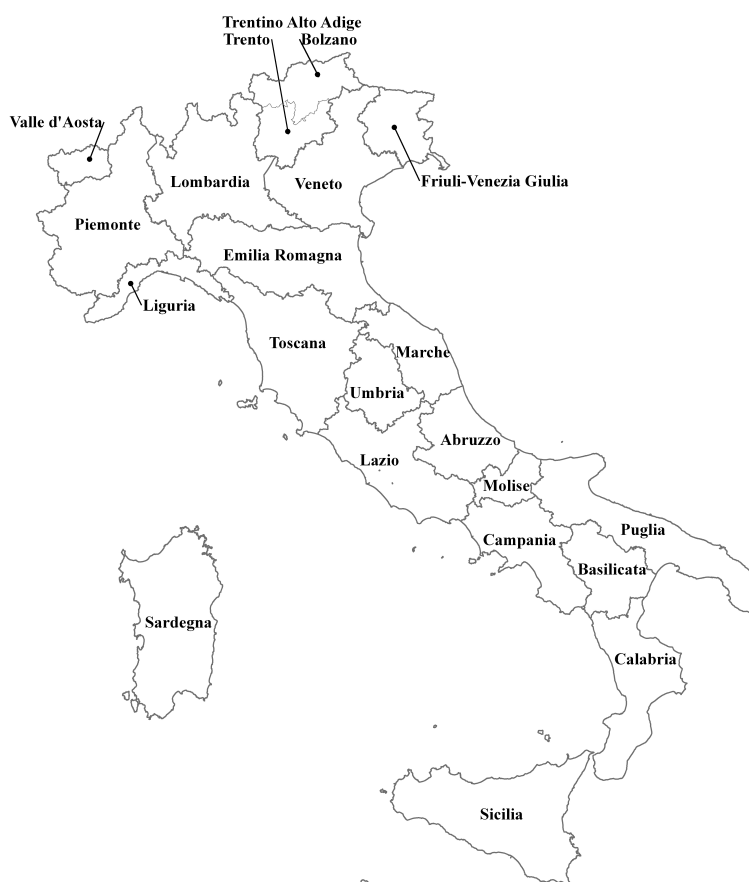 Trentino Alto Adige
Trento Bolzano
Valle d'Aosta
Lombardia
Veneto
Friuli-Venezia Giulia
Piemonte
Emilia Romagna
Liguria
Toscana
Marche
Umbria
Abruzzo
Lazio
Molise
Puglia
Campania
Basilicata
Sardegna
Calabria
Sicilia